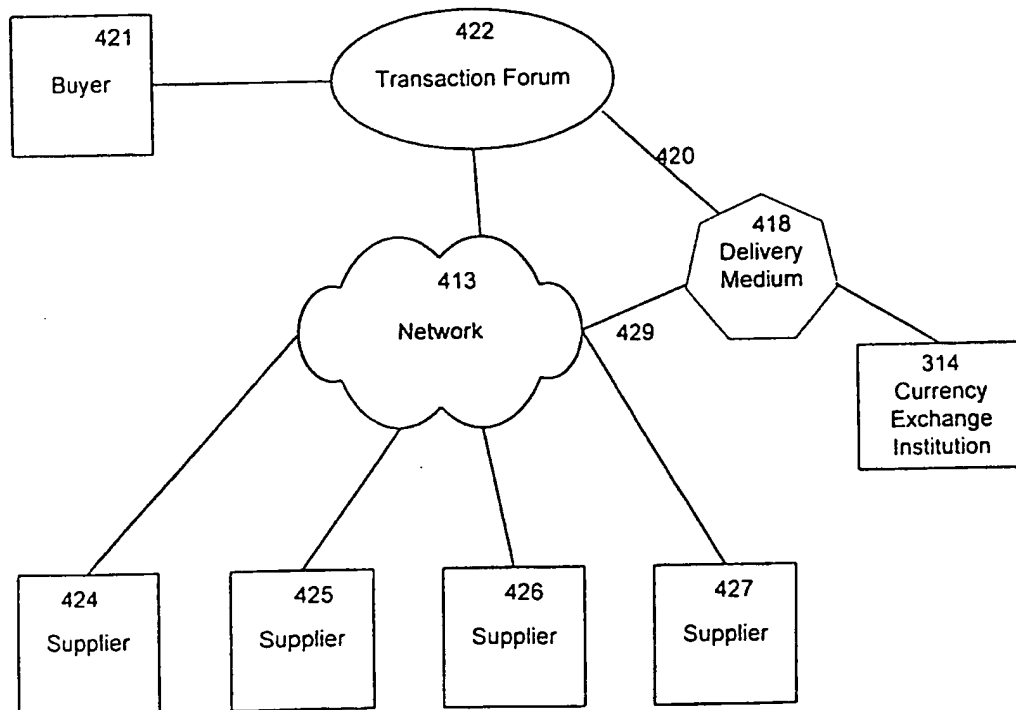 421
Buyer
422
Transaction Forum
420
418
Delivery
Medium
413
Network
429
314
Currency
Exchange
Institution
424
Supplier
425
Supplier
426
Supplier
427
Supplier